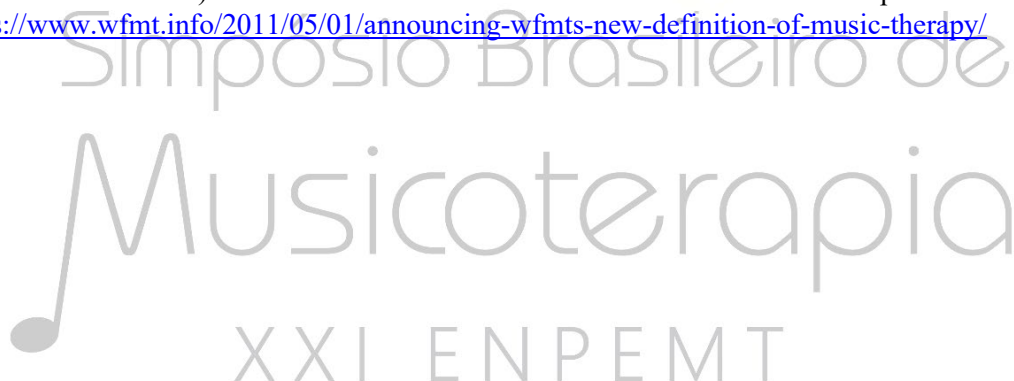 s://www.wfmt.info/2011/05/01/announcing-wfmts-new-definition-of-music-therapy/
Simpósio Brasileiro de
Musicoterapia
XXI ENPEMT